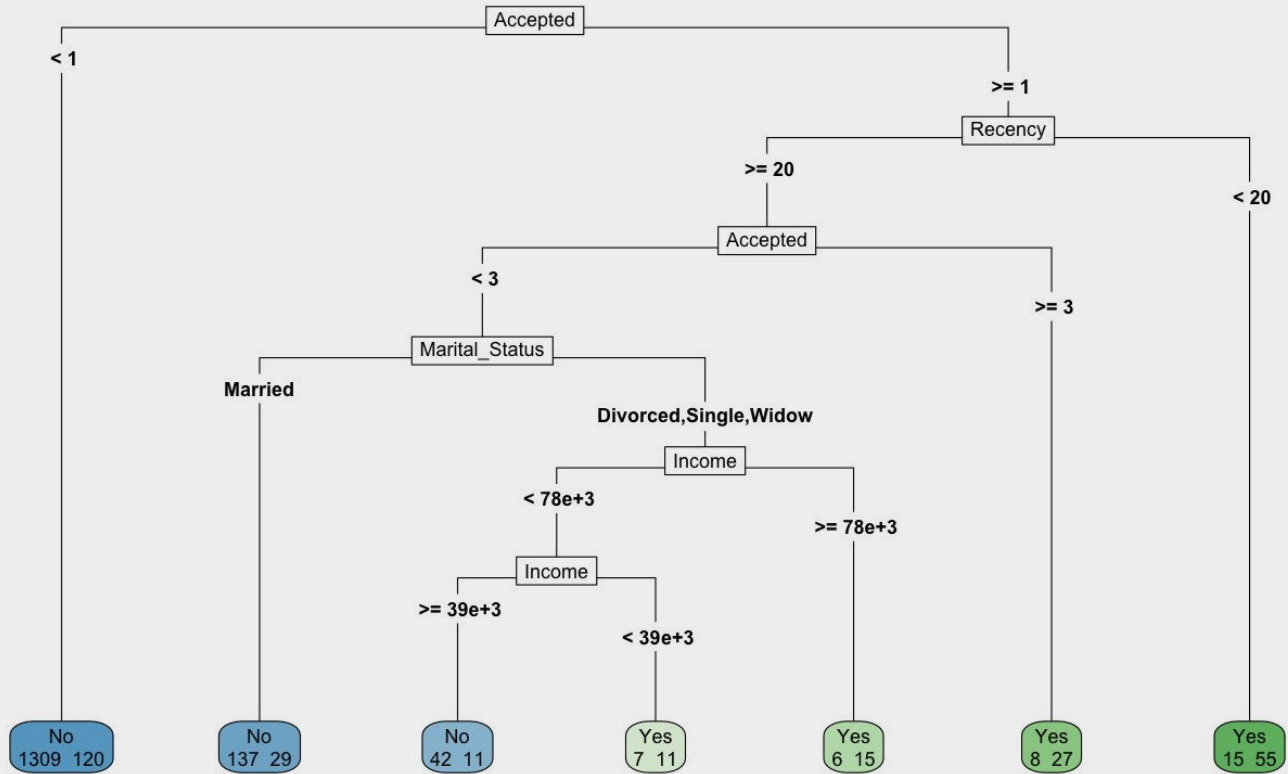 Accepted
< 1
>= 1
Recency
>= 20
< 20
Accepted
< 3
>= 3
Marital_Status
Married
Divorced,Single,Widow
Income
< 78e+3
>= 78e+3
Income
>= 39e+3
< 39e+3
No
1309 120
No
137 29
No
42 11
Yes
7 11
Yes
6 15
Yes
8 27
Yes
15 55